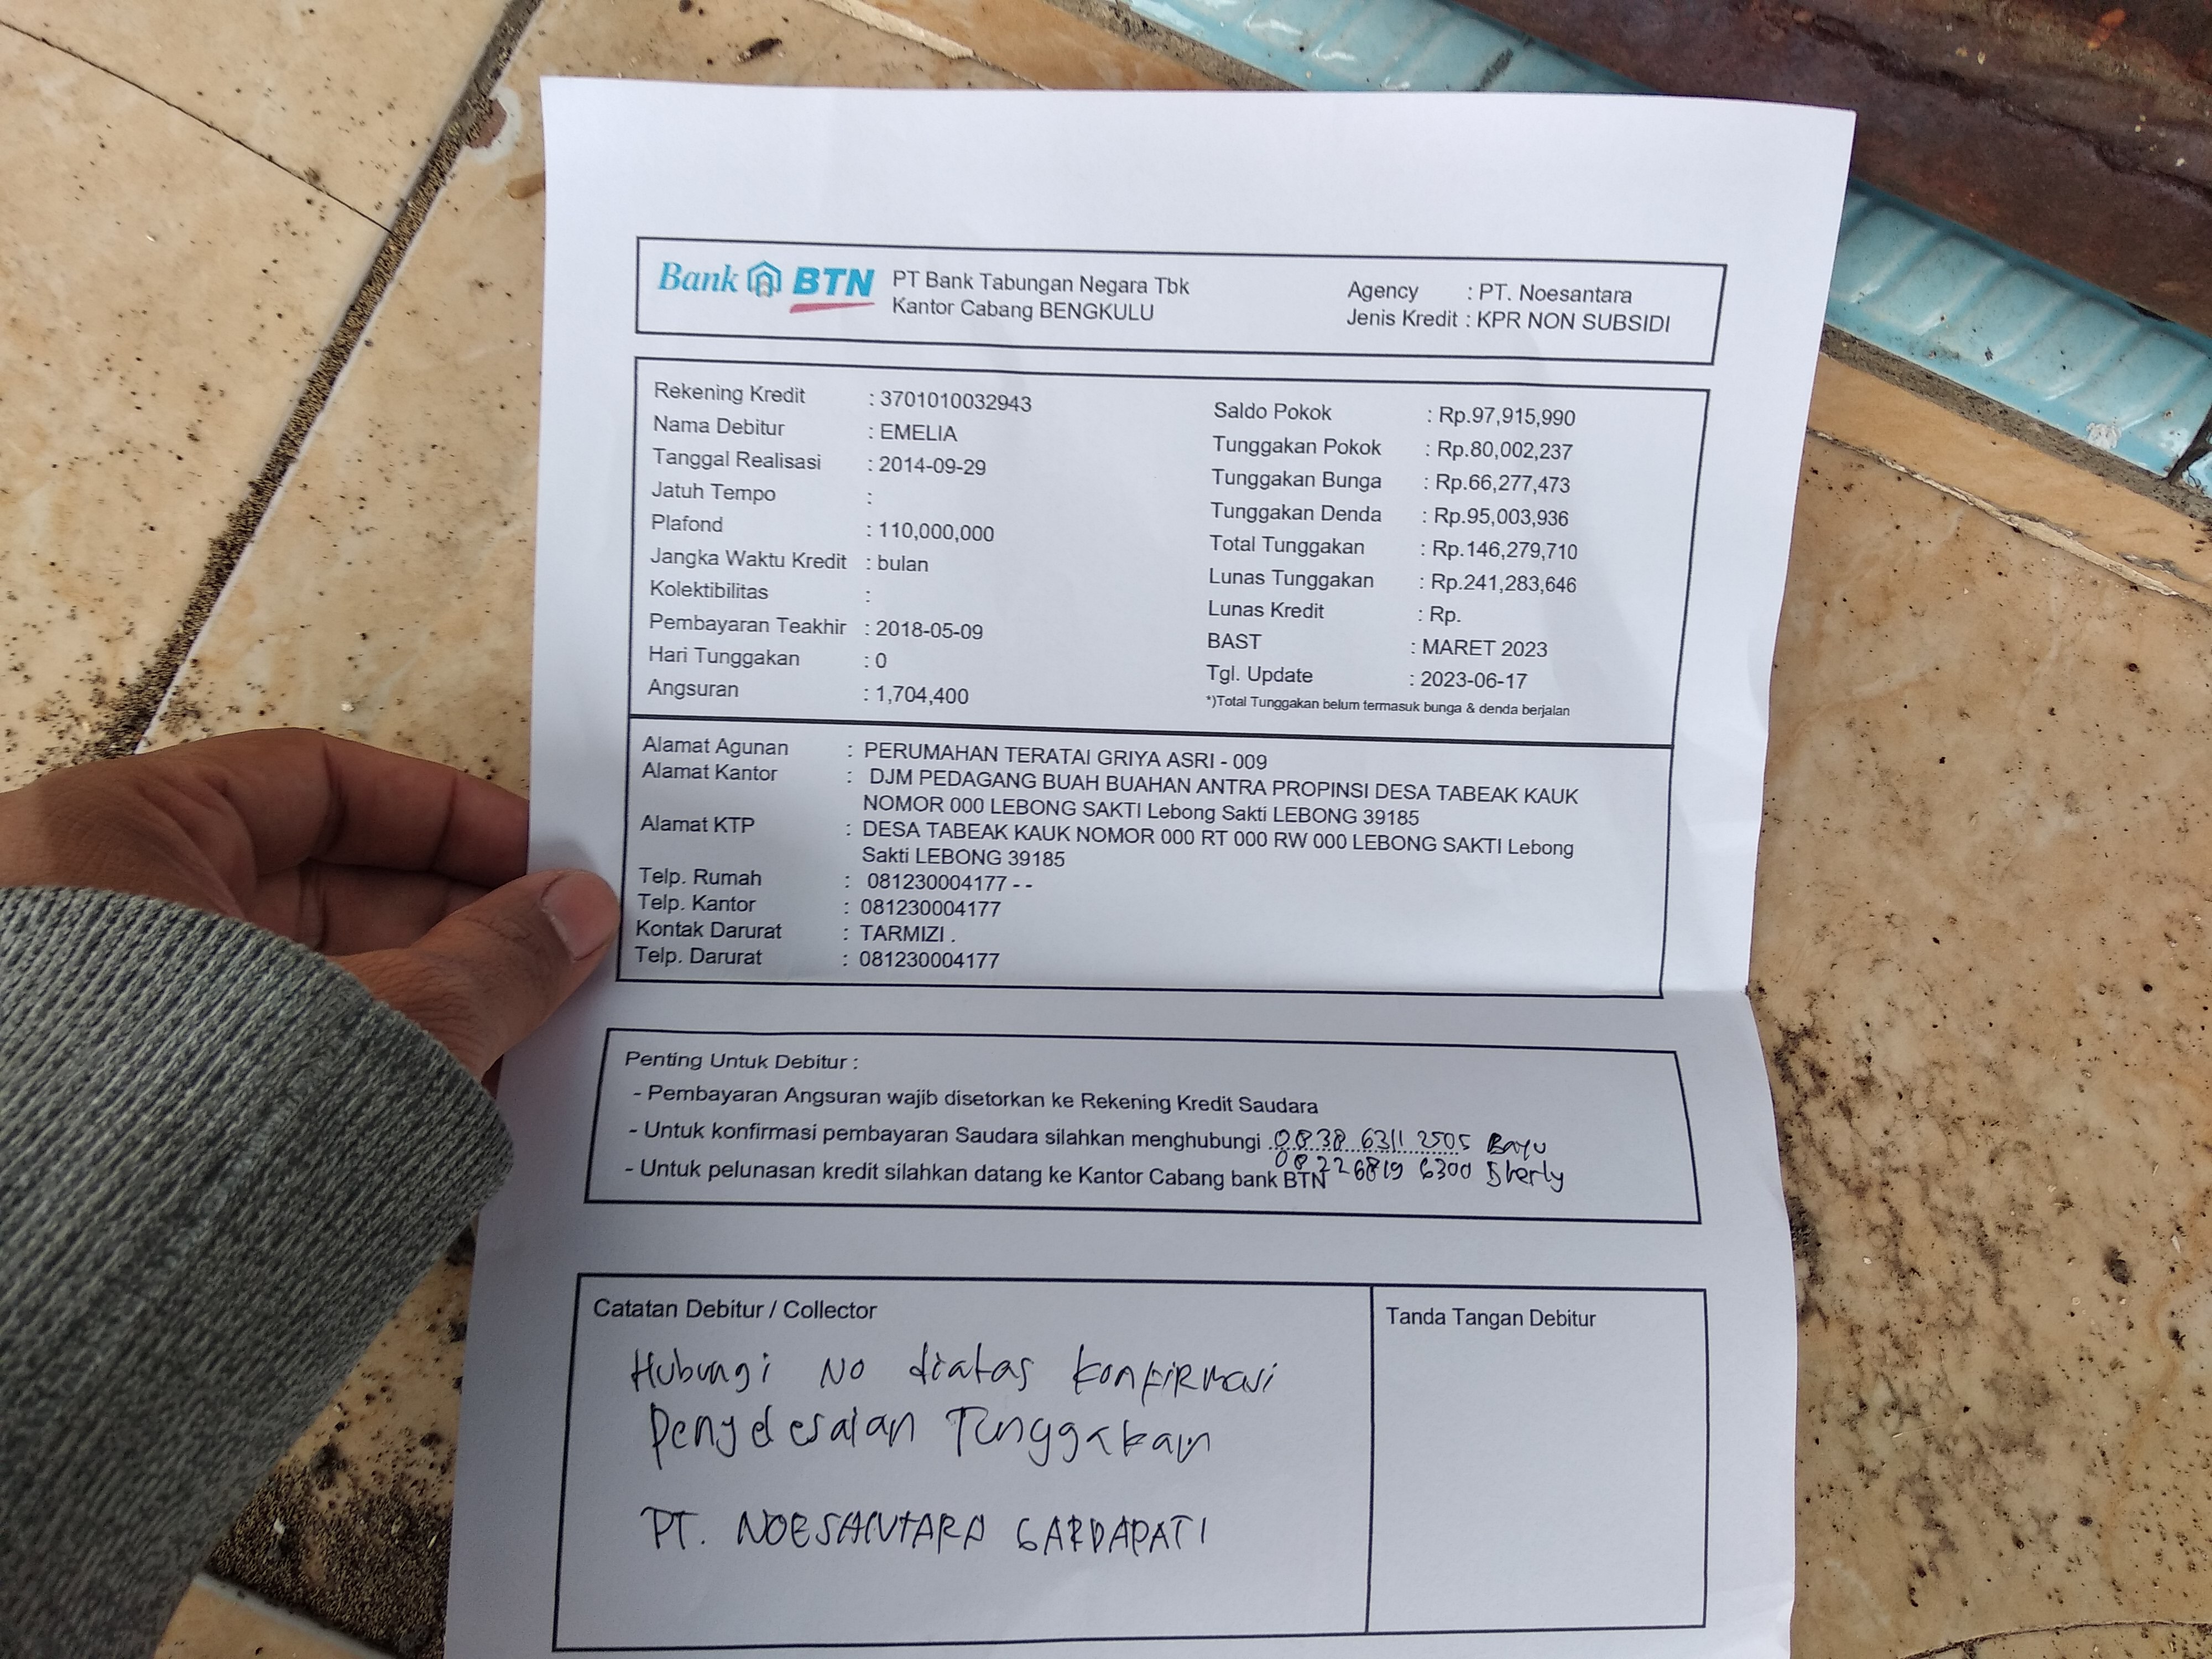 Bank BTN PT Bank Tabungan Negara Tbk
Kantor Cabang BENGKULU
Agency : PT. Noesantara
Jenis Kredit : KPR NON SUBSIDI
Rekening Kredit : 3701010032943
Nama Debitur : EMELIA
Tanggal Realisasi : 2014-09-29
Jatuh Tempo :
Plafond : 110,000,000
Jangka Waktu Kredit : bulan
Kolektibilitas :
Pembayaran Teakhir : 2018-05-09
Hari Tunggakan : 0
Angsuran : 1,704,400
Saldo Pokok : Rp.97,915,990
Tunggakan Pokok : Rp.80,002,237
Tunggakan Bunga : Rp.66,277,473
Tunggakan Denda : Rp.95,003,936
Total Tunggakan : Rp.146,279,710
Lunas Tunggakan : Rp.241,283,646
Lunas Kredit : Rp.
BAST : MARET 2023
Tgl. Update : 2023-06-17
*)Total Tunggakan belum termasuk bunga & denda berjalan
Alamat Agunan : PERUMAHAN TERATAI GRIYA ASRI - 009
Alamat Kantor : DJM PEDAGANG BUAH BUAHAN ANTRA PROPINSI DESA TABEAK KAUK
NOMOR 000 LEBONG SAKTI Lebong Sakti LEBONG 39185
Alamat KTP : DESA TABEAK KAUK NOMOR 000 RT 000 RW 000 LEBONG SAKTI Lebong
Sakti LEBONG 39185
Telp. Rumah : 081230004177 - -
Telp. Kantor : 081230004177
Kontak Darurat : TARMIZI .
Telp. Darurat : 081230004177
Penting Untuk Debitur :
- Pembayaran Angsuran wajib disetorkan ke Rekening Kredit Saudara
- Untuk konfirmasi pembayaran Saudara silahkan menghubungi 0838 6311 2505 Bayu
0822 6819 6300 Sherly
- Untuk pelunasan kredit silahkan datang ke Kantor Cabang bank BTN
Catatan Debitur / Collector
Hubungi No diatas konfirmasi
Penyelesaian Tunggakan
PT. NOESANTARA GARDAPATI
Tanda Tangan Debitur